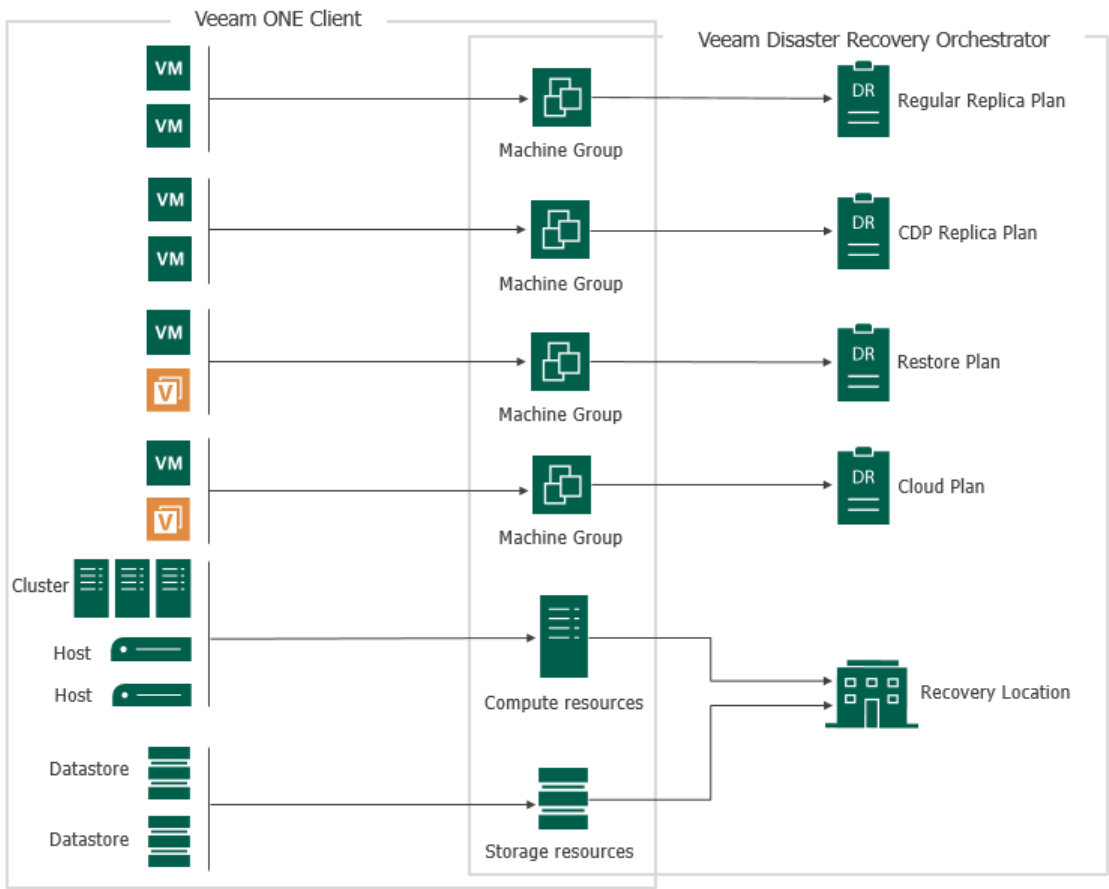 Veeam ONE Client
Veeam Disaster Recovery Orchestrator
VM
VM
Machine Group
DR
Regular Replica Plan
VM
VM
Machine Group
DR
CDP Replica Plan
VM
V
Machine Group
DR
Restore Plan
VM
V
Machine Group
DR
Cloud Plan
Cluster
Host
Host
Compute resources
Recovery Location
Datastore
Datastore
Storage resources